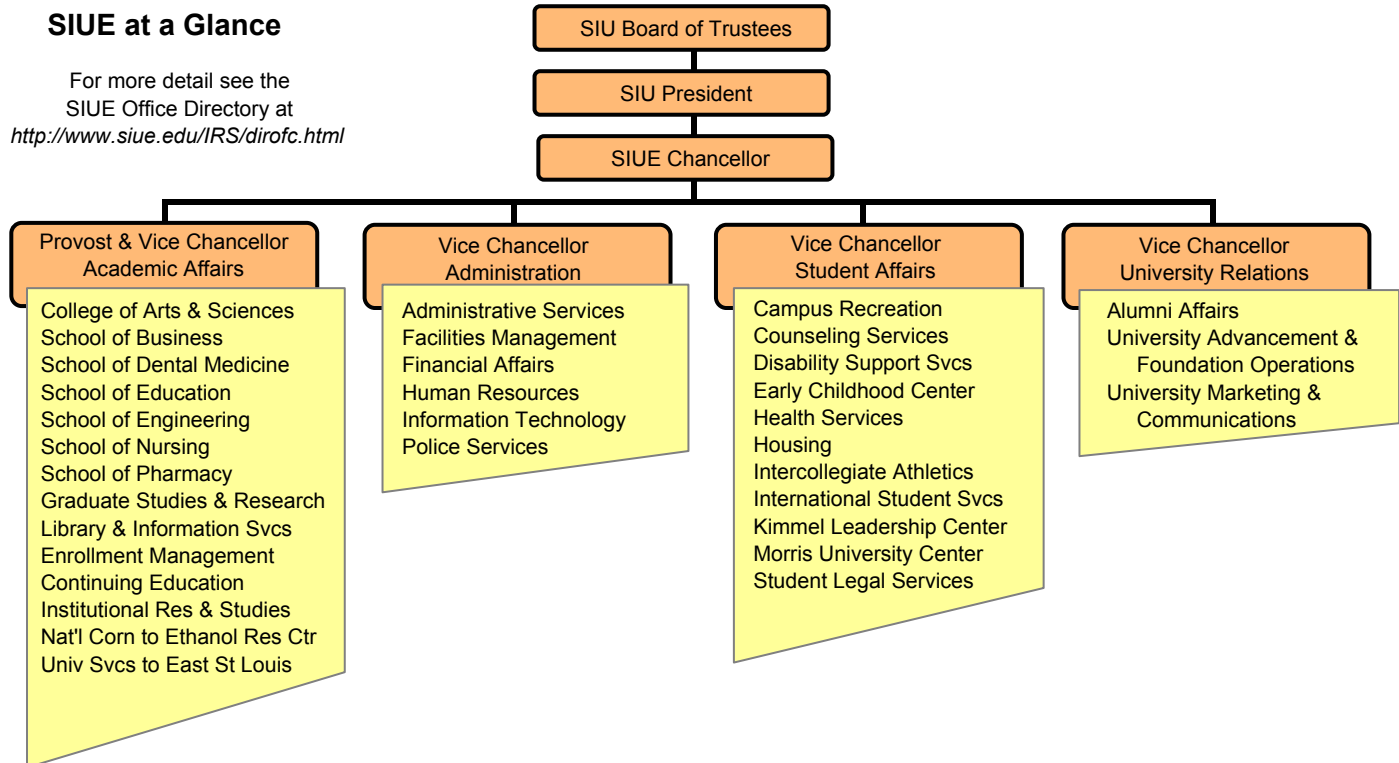 SIUE at a Glance
For more detail see the
SIUE Office Directory at
http://www.siue.edu/IRS/dirofc.html
SIU Board of Trustees
SIU President
SIUE Chancellor
Provost & Vice Chancellor
Academic Affairs
College of Arts & Sciences
School of Business
School of Dental Medicine
School of Education
School of Engineering
School of Nursing
School of Pharmacy
Graduate Studies & Research
Library & Information Svcs
Enrollment Management
Continuing Education
Institutional Res & Studies
Nat'l Corn to Ethanol Res Ctr
Univ Svcs to East St Louis
Vice Chancellor
Administration
Administrative Services
Facilities Management
Financial Affairs
Human Resources
Information Technology
Police Services
Vice Chancellor
Student Affairs
Campus Recreation
Counseling Services
Disability Support Svcs
Early Childhood Center
Health Services
Housing
Intercollegiate Athletics
International Student Svcs
Kimmel Leadership Center
Morris University Center
Student Legal Services
Vice Chancellor
University Relations
Alumni Affairs
University Advancement &
Foundation Operations
University Marketing &
Communications